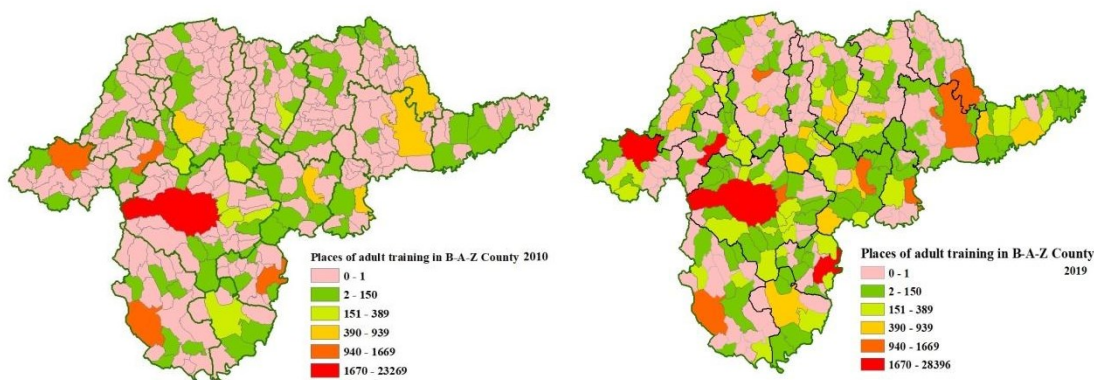 Places of adult training in B-A-Z County 2010
0 - 1
2 - 150
151 - 389
390 - 939
940 - 1669
1670 - 23269
Places of adult training in B-A-Z County
2019
0 - 1
2 - 150
151 - 389
390 - 939
940 - 1669
1670 - 28396